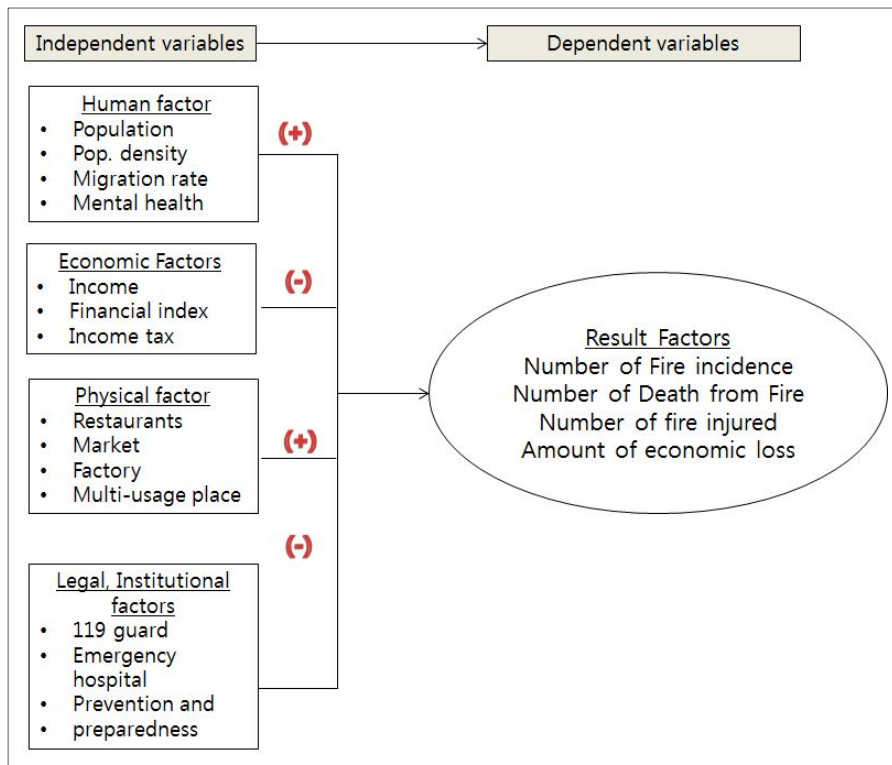 Independent variables
Dependent variables
Human factor
• Population
• Pop. density
• Migration rate
• Mental health
(+)
Economic Factors
• Income
• Financial index
• Income tax
(-)
Physical factor
• Restaurants
• Market
• Factory
• Multi-usage place
(+)
Legal, Institutional
factors
• 119 guard
• Emergency
hospital
• Prevention and
• preparedness
(-)
Result Factors
Number of Fire incidence
Number of Death from Fire
Number of fire injured
Amount of economic loss